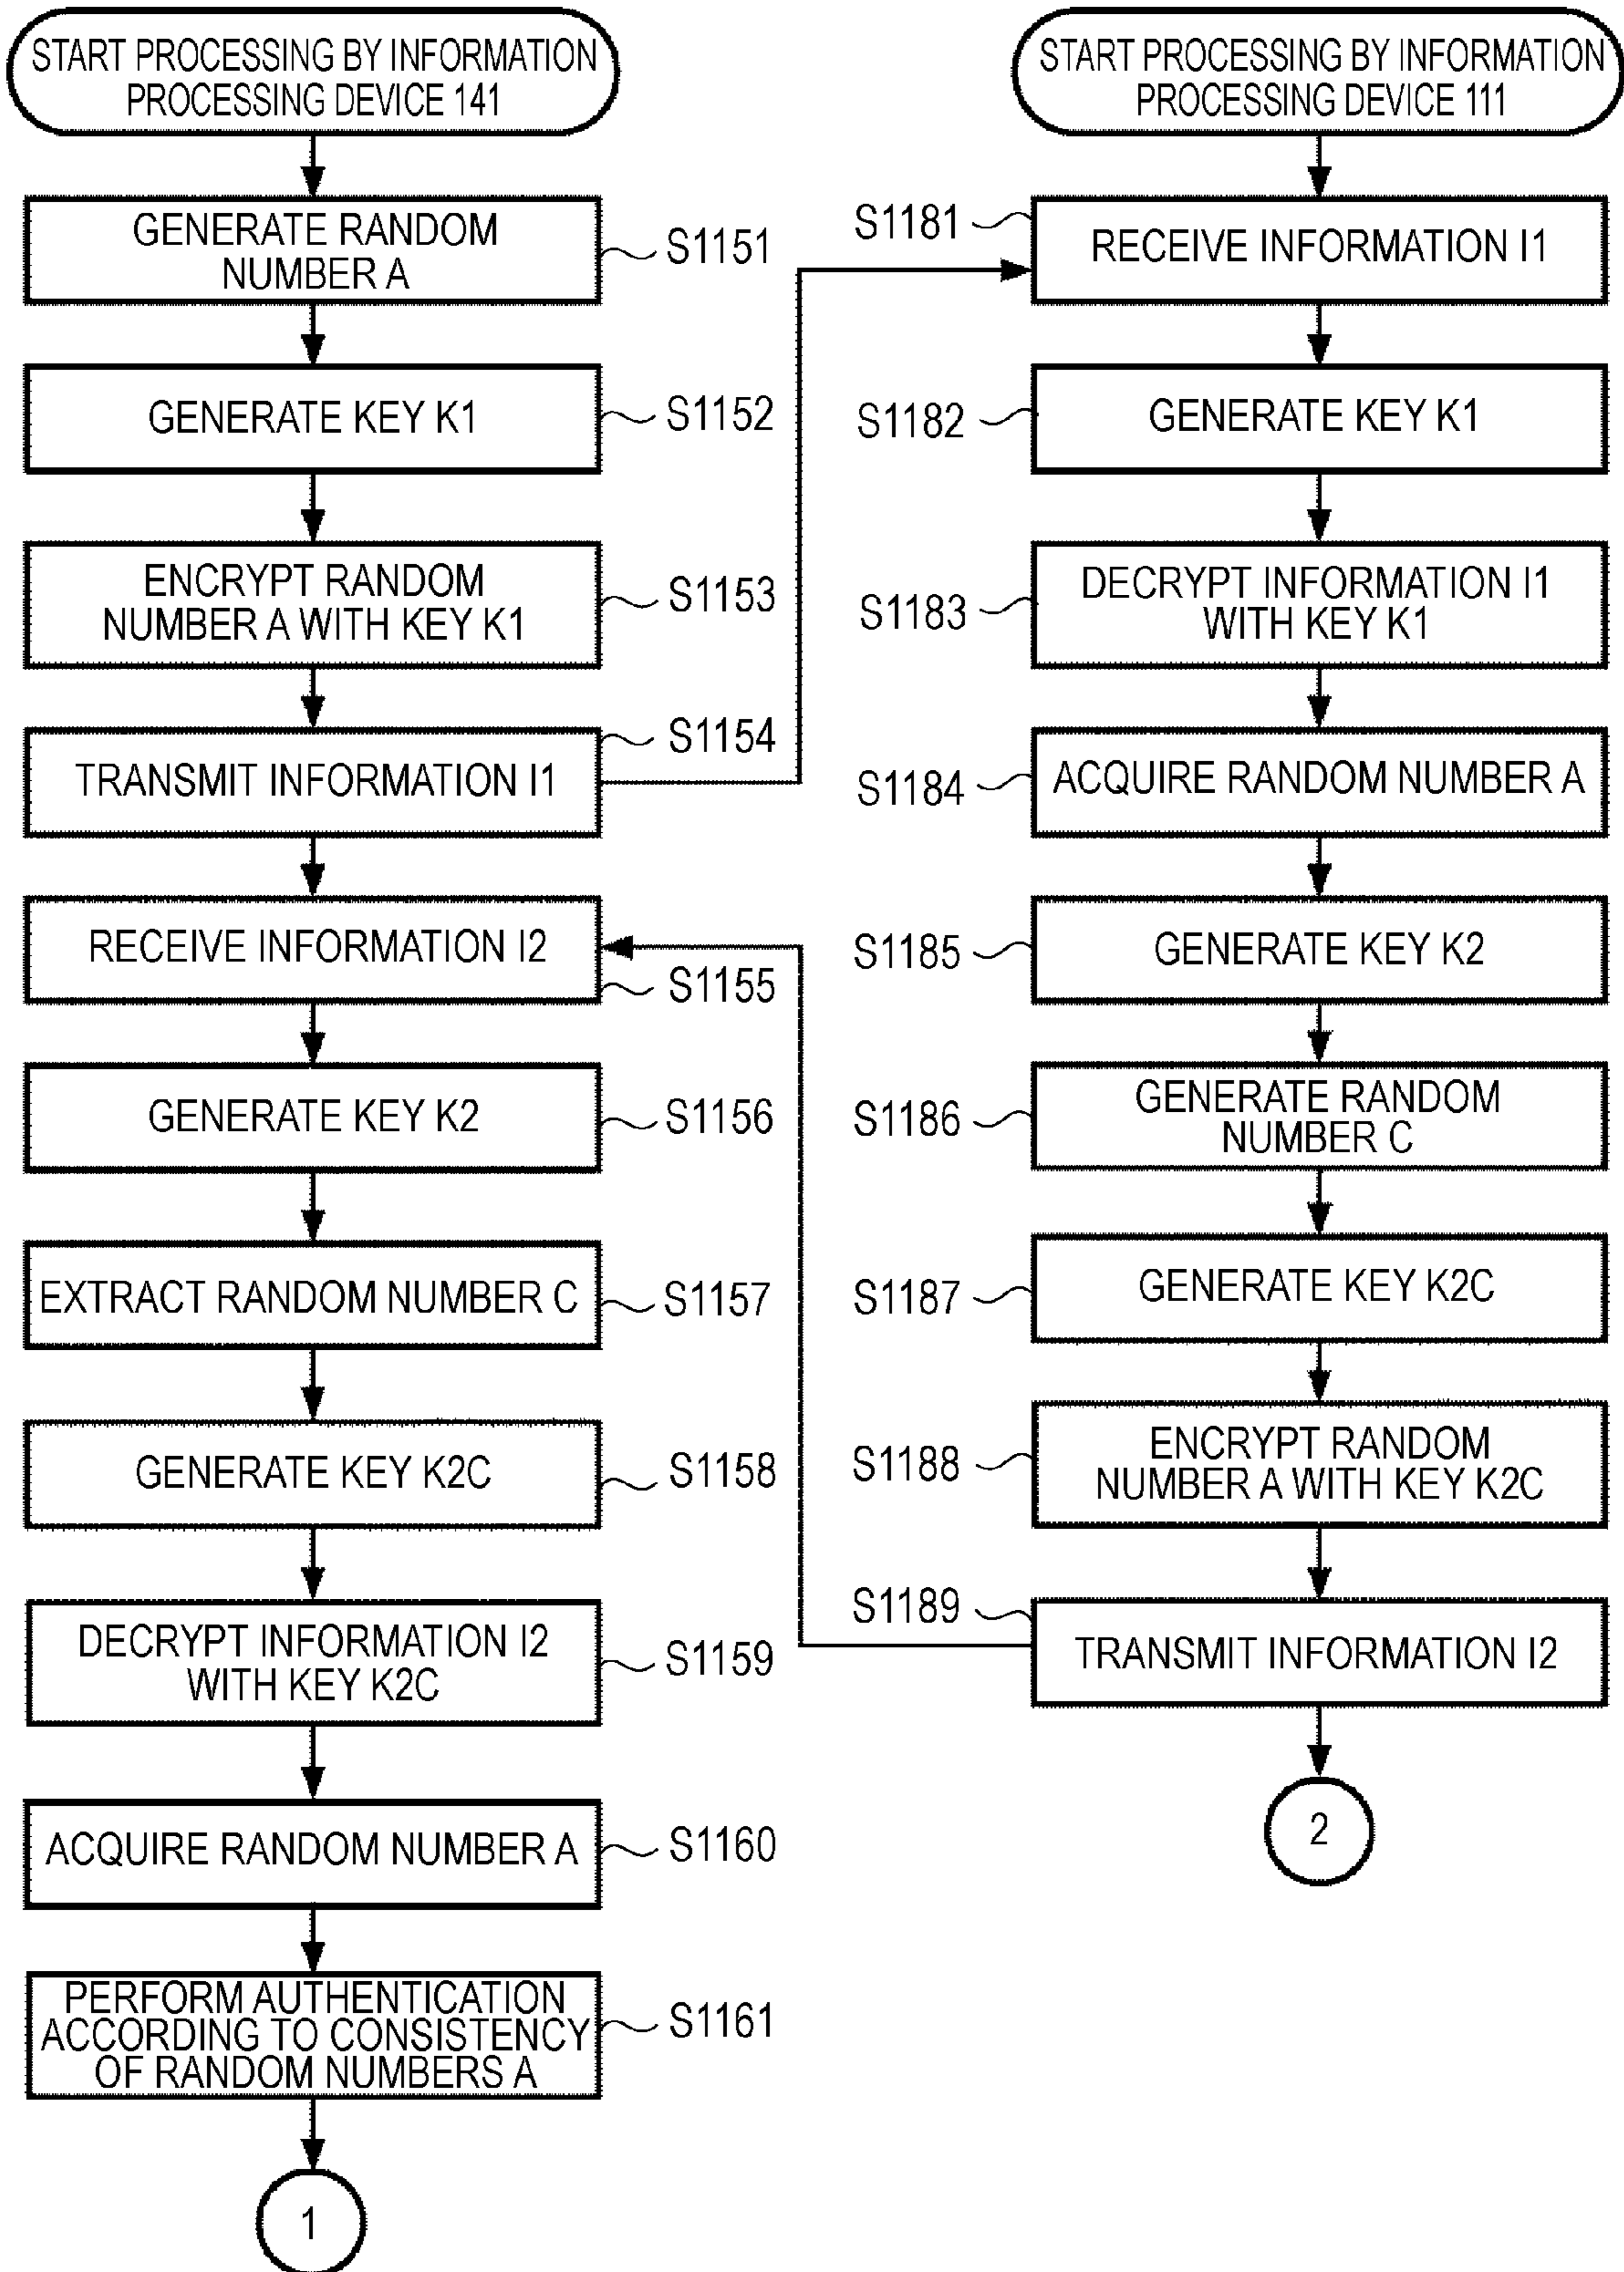 START PROCESSING BY INFORMATION
PROCESSING DEVICE 141
GENERATE RANDOM
NUMBER A
S1151
GENERATE KEY K1
S1152
ENCRYPT RANDOM
NUMBER A WITH KEY K1
S1153
TRANSMIT INFORMATION I1
S1154
RECEIVE INFORMATION I2
S1155
GENERATE KEY K2
S1156
EXTRACT RANDOM NUMBER C
S1157
GENERATE KEY K2C
S1158
DECRYPT INFORMATION I2
WITH KEY K2C
S1159
ACQUIRE RANDOM NUMBER A
S1160
PERFORM AUTHENTICATION
ACCORDING TO CONSISTENCY
OF RANDOM NUMBERS A
S1161
1
START PROCESSING BY INFORMATION
PROCESSING DEVICE 111
S1181
RECEIVE INFORMATION I1
S1182
GENERATE KEY K1
S1183
DECRYPT INFORMATION I1
WITH KEY K1
S1184
ACQUIRE RANDOM NUMBER A
S1185
GENERATE KEY K2
S1186
GENERATE RANDOM
NUMBER C
S1187
GENERATE KEY K2C
S1188
ENCRYPT RANDOM
NUMBER A WITH KEY K2C
S1189
TRANSMIT INFORMATION I2
2